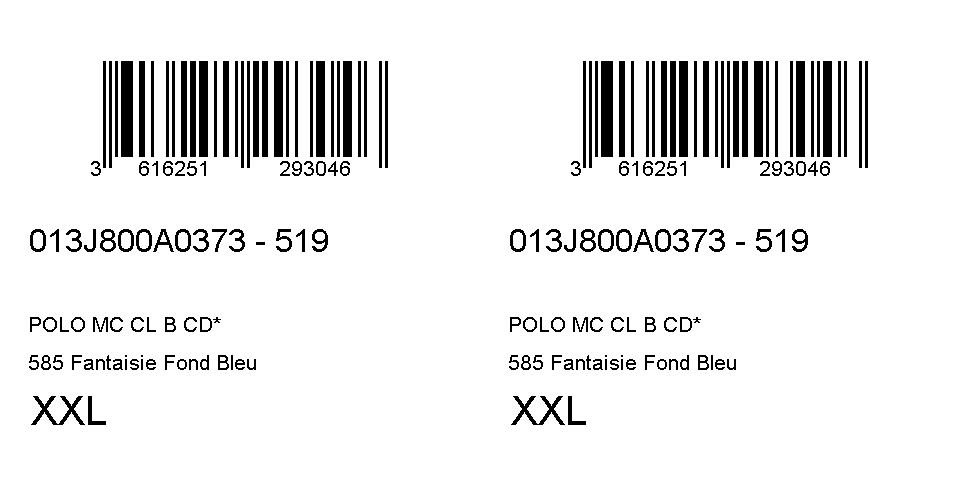 3 616251 293046
013J800A0373 - 519
POLO MC CL B CD*
585 Fantaisie Fond Bleu
XXL
3 616251 293046
013J800A0373 - 519
POLO MC CL B CD*
585 Fantaisie Fond Bleu
XXL